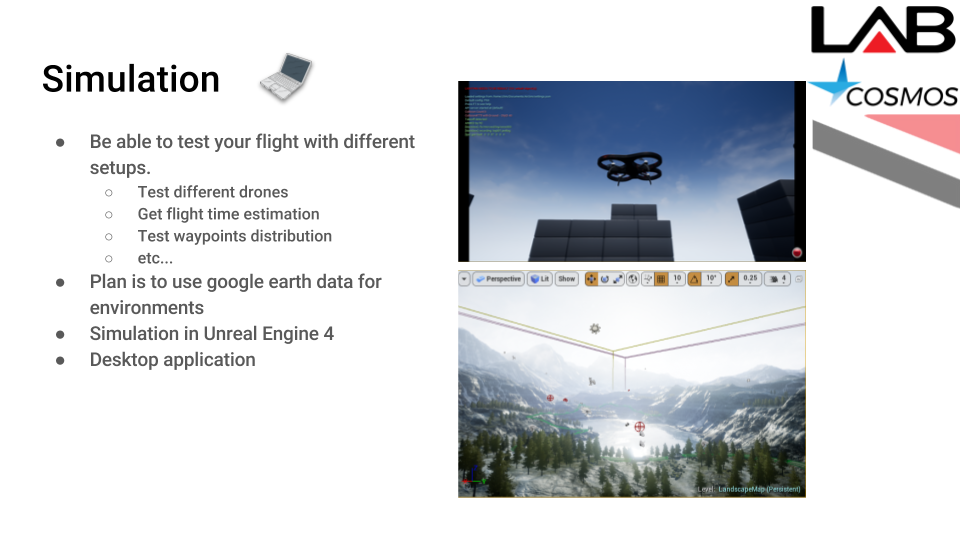 LAB
COSMOS
Simulation
● Be able to test your flight with different
setups.
○ Test different drones
○ Get flight time estimation
○ Test waypoints distribution
○ etc...
● Plan is to use google earth data for
environments
● Simulation in Unreal Engine 4
● Desktop application
Perspective Lit Show 10 10° 0.25 4
Level: LandscapeMap (Persistent)